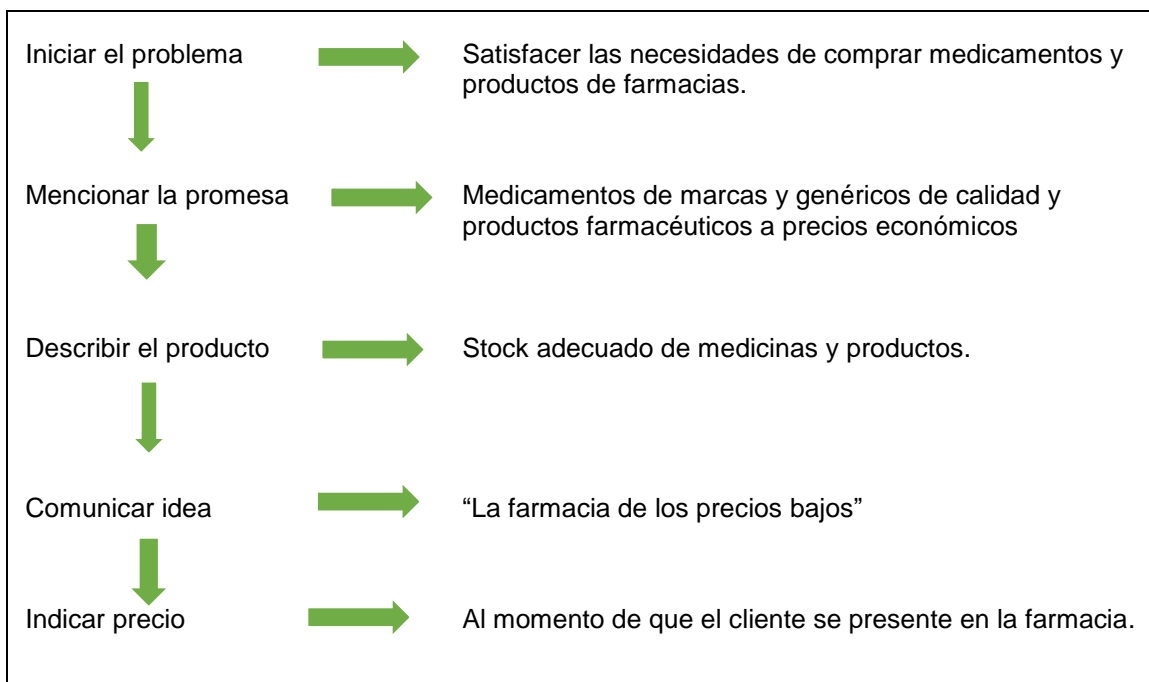 Iniciar el problema
Satisfacer las necesidades de comprar medicamentos y
productos de farmacias.
Mencionar la promesa
Medicamentos de marcas y genéricos de calidad y
productos farmacéuticos a precios económicos
Describir el producto
Stock adecuado de medicinas y productos.
Comunicar idea
“La farmacia de los precios bajos”
Indicar precio
Al momento de que el cliente se presente en la farmacia.